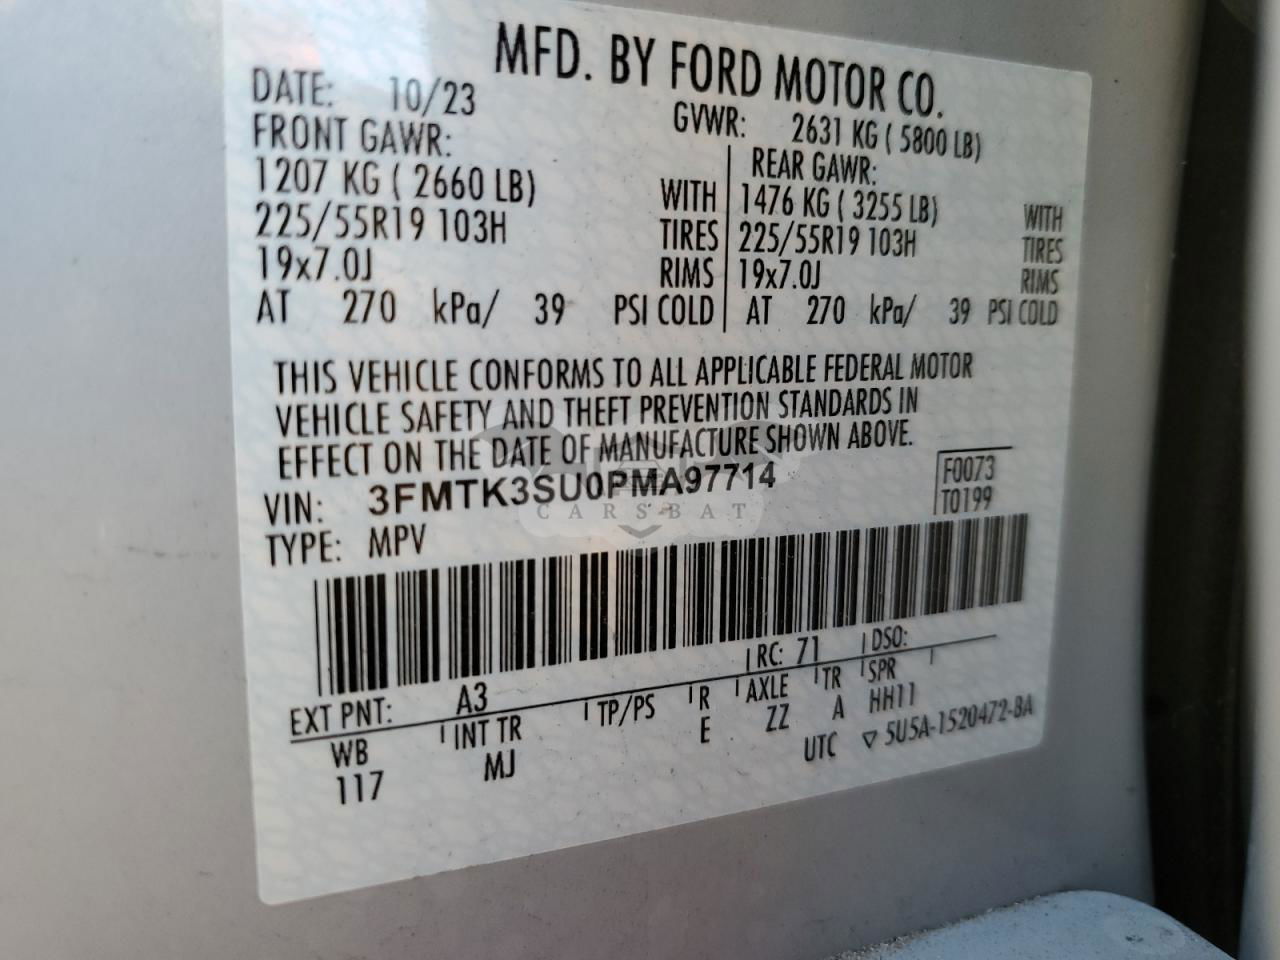 MFD. BY FORD MOTOR CO.
DATE: 10/23
GVWR: 2631 KG ( 5800 LB)
FRONT GAWR:
1207 KG ( 2660 LB) WITH
225/55R19 103H TIRES
19x7.0J RIMS
AT 270 kPa/ 39 PSI COLD
REAR GAWR:
1476 KG ( 3255 LB) WITH
225/55R19 103H TIRES
19x7.0J RIMS
AT 270 kPa/ 39 PSI COLD
THIS VEHICLE CONFORMS TO ALL APPLICABLE FEDERAL MOTOR
VEHICLE SAFETY AND THEFT PREVENTION STANDARDS IN
EFFECT ON THE DATE OF MANUFACTURE SHOWN ABOVE.
VIN: 3FMTK3SU0PMA97714
F0073
T0199
CARSBAT
TYPE: MPV
EXT PNT: A3 RC: 71 DSO:
WB INT TR TP/PS R AXLE TR SPR
117 MJ E ZZ A HH11
UTC ▽ 5U5A-1520472-BA